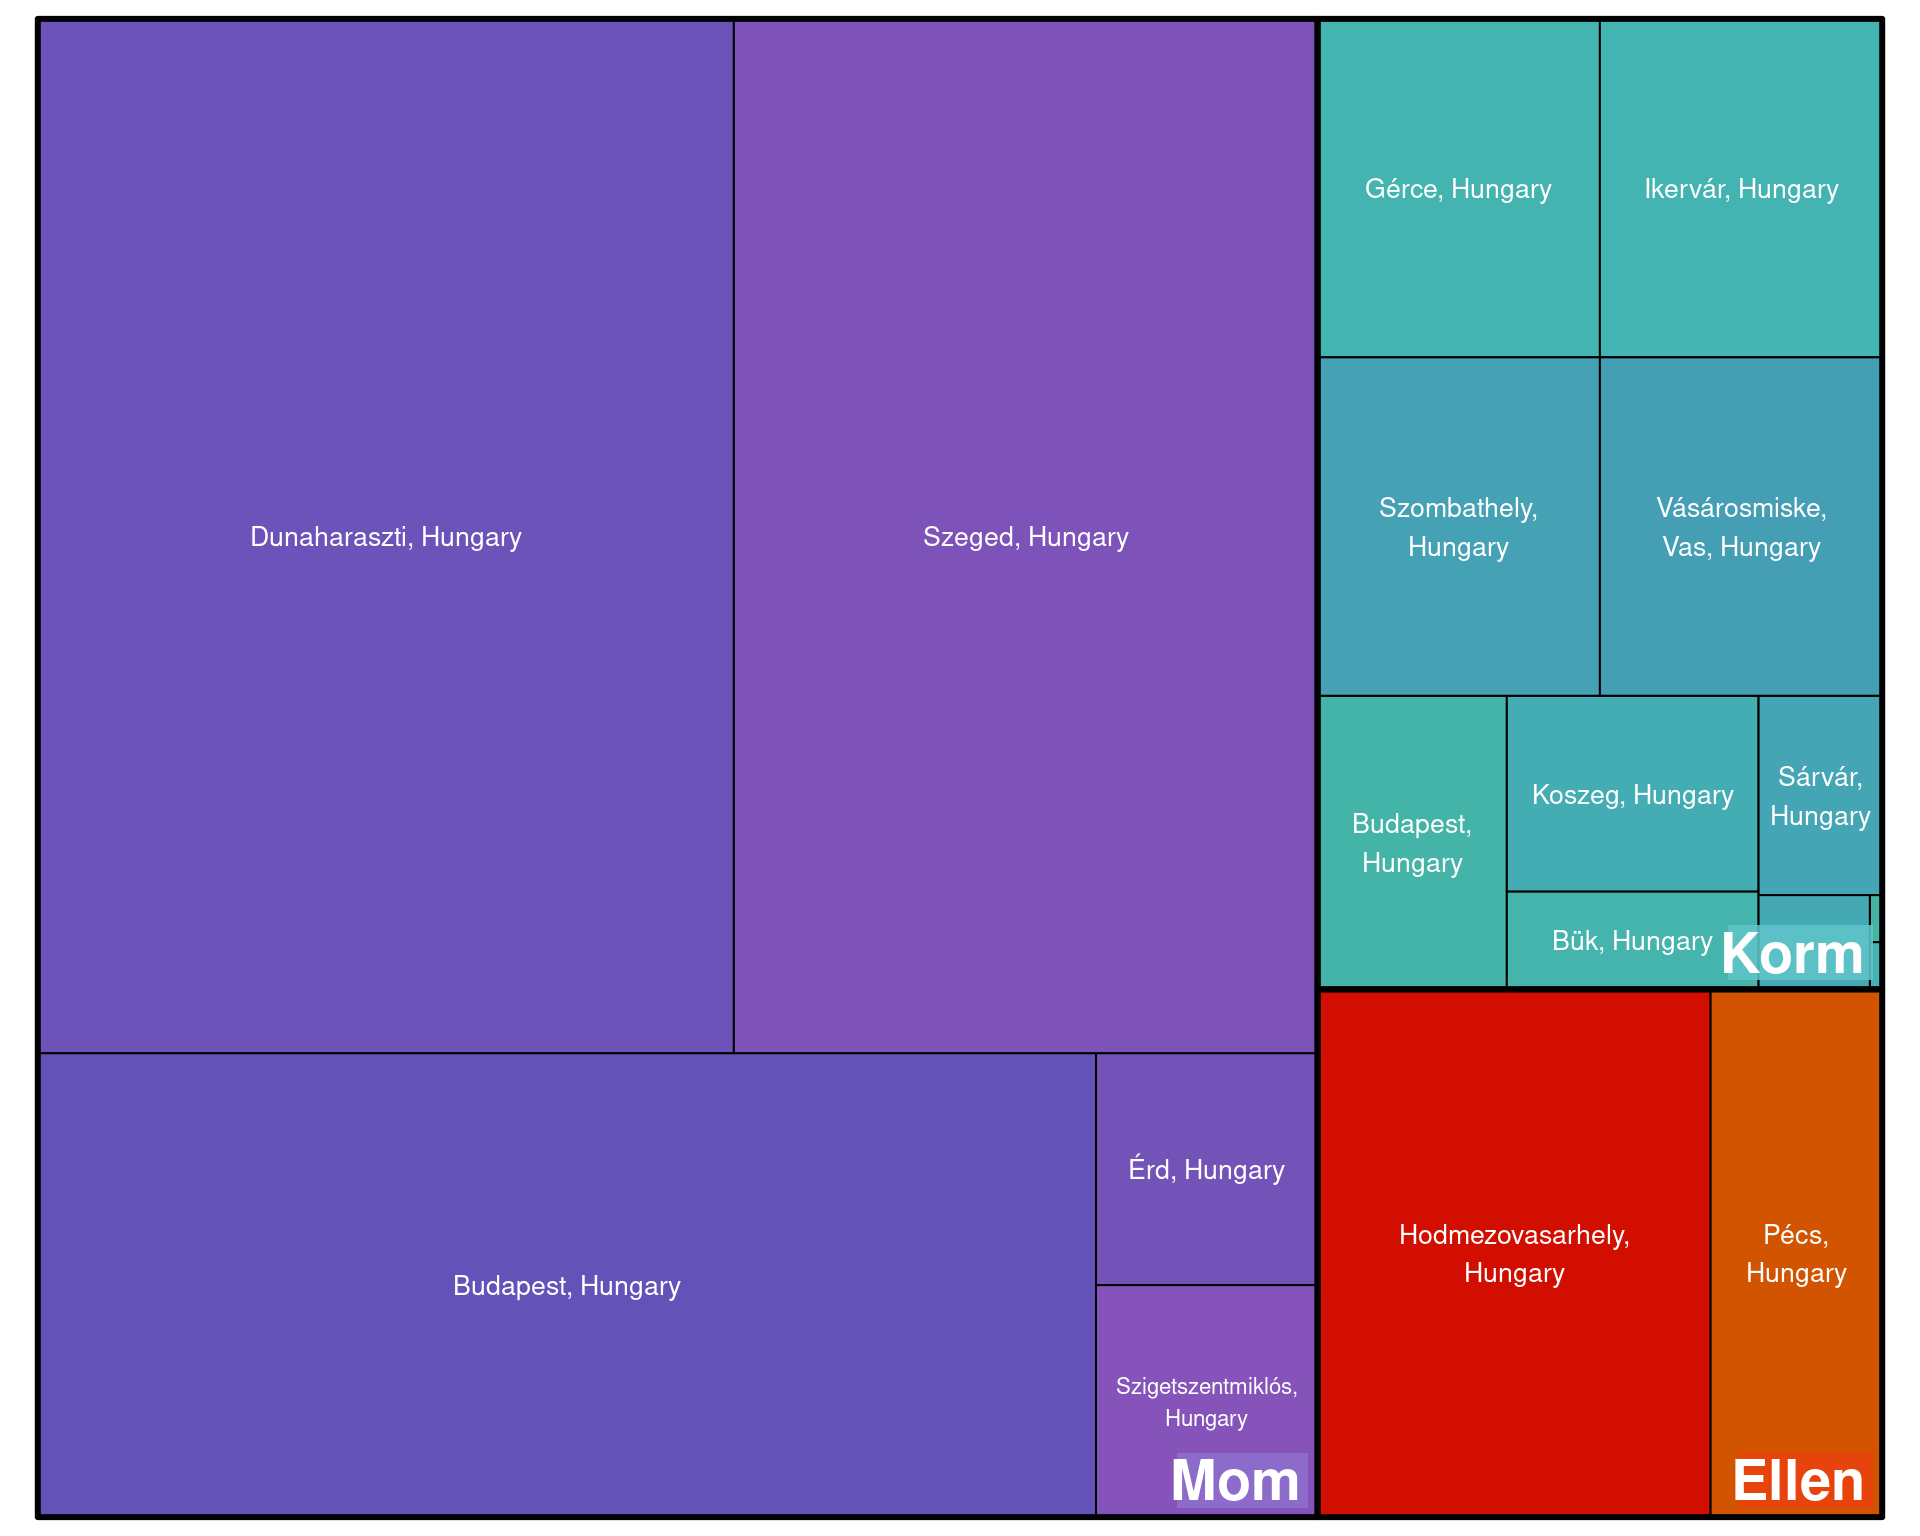 Dunaharaszti, Hungary
Szeged, Hungary
Budapest, Hungary
Érd, Hungary
Szigetszentmiklós,
Hungary
Mom
Gérce, Hungary
Ikervár, Hungary
Szombathely,
Hungary
Vásárosmiske,
Vas, Hungary
Budapest,
Hungary
Koszeg, Hungary
Sárvár,
Hungary
Bük, Hungary
Korm
Hodmezovasarhely,
Hungary
Pécs,
Hungary
Ellen